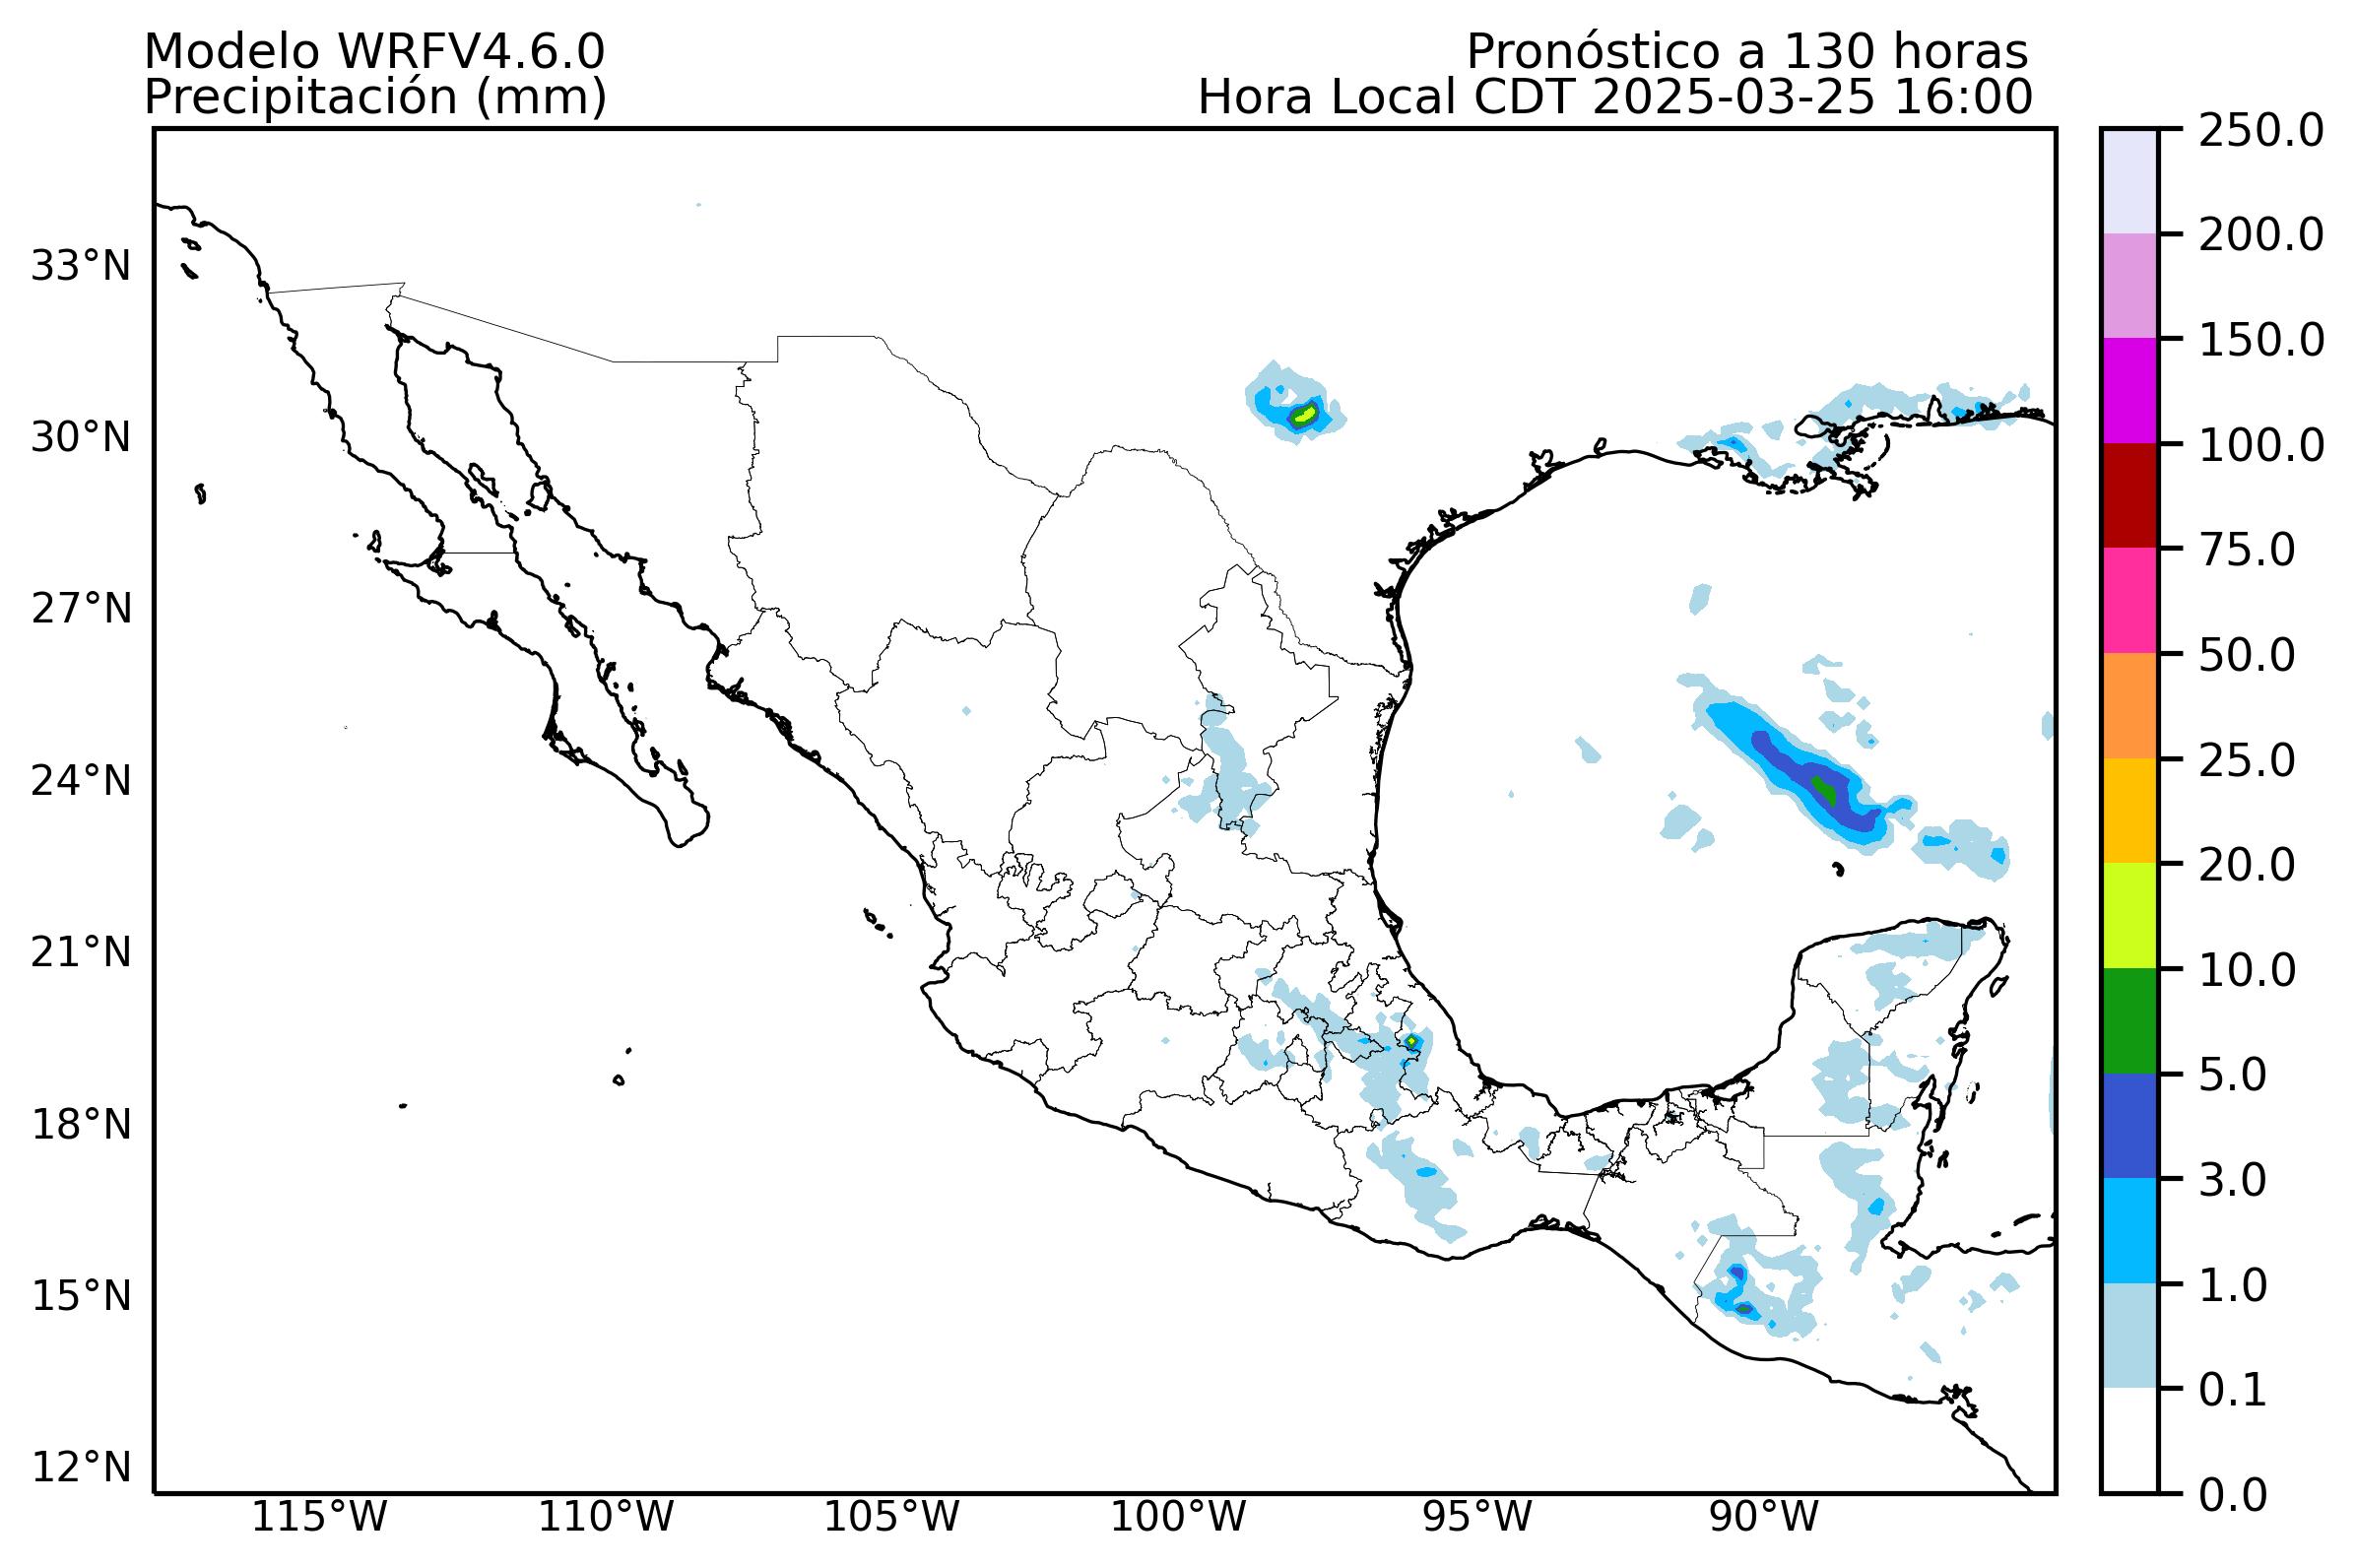 Modelo WRFV4.6.0
Precipitación (mm)
Pronóstico a 130 horas
Hora Local CDT 2025-03-25 16:00
33°N
30°N
27°N
24°N
21°N
18°N
15°N
12°N
115°W
110°W
105°W
100°W
95°W
90°W
250.0
200.0
150.0
100.0
75.0
50.0
25.0
20.0
10.0
5.0
3.0
1.0
0.1
0.0